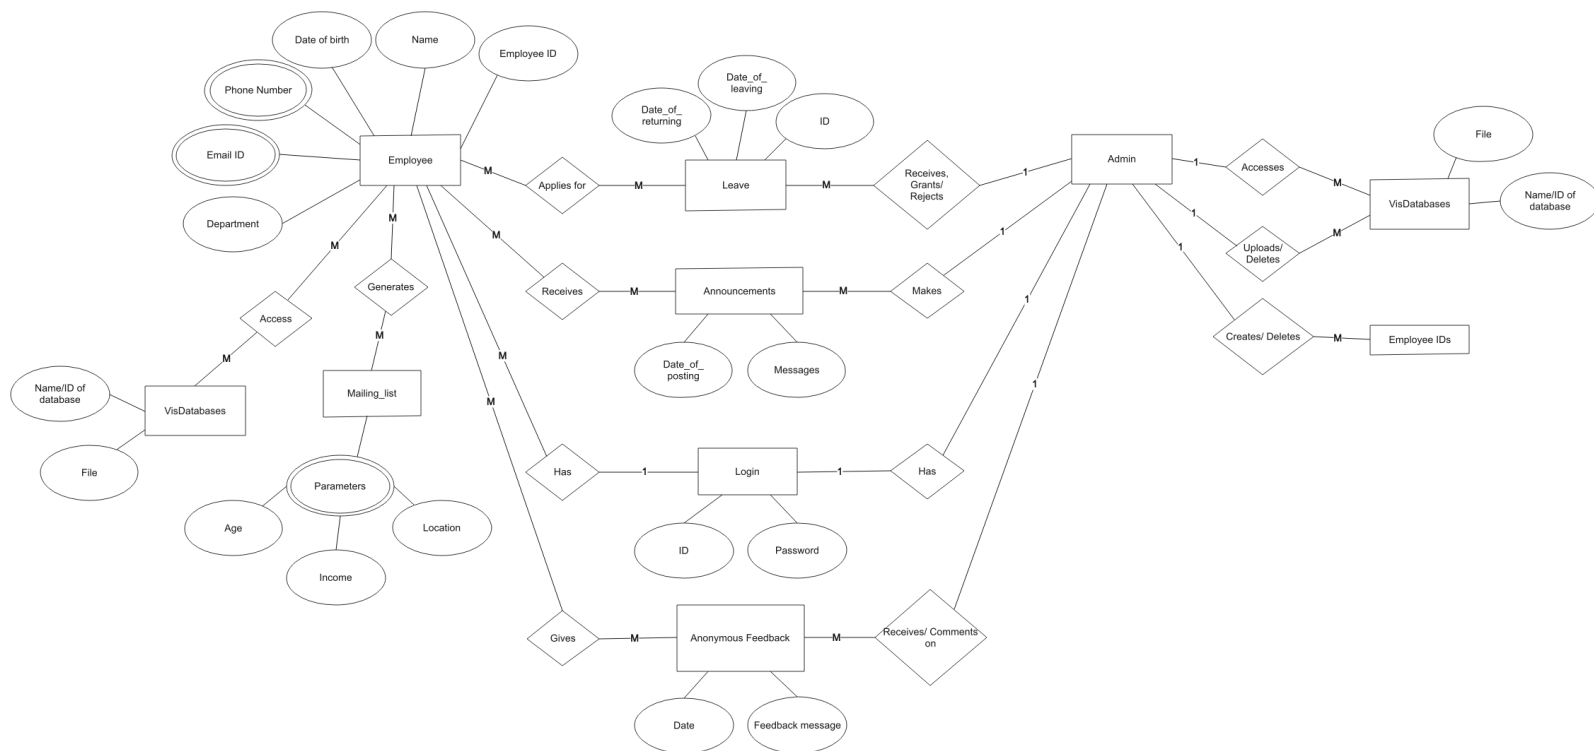 Date of birth
Name
Employee ID
Phone Number
Email ID
Department
Employee
M
Applies for
M
Date_of_
returning
Date_of_
leaving
ID
Leave
M
Receives,
Grants/
Rejects
1
Admin
1
Accesses
M
File
Name/ID of
database
VisDatabases
1
Uploads/
Deletes
M
1
Creates/ Deletes
M
Employee IDs
M
Receives
M
Announcements
M
Makes
1
Date_of_
posting
Messages
M
Access
M
Name/ID of
database
VisDatabases
File
M
Generates
M
Mailing_list
Parameters
Age
Income
Location
M
Has
1
Login
1
Has
1
ID
Password
M
Gives
M
Anonymous Feedback
M
Receives/ Comments
on
1
Date
Feedback message